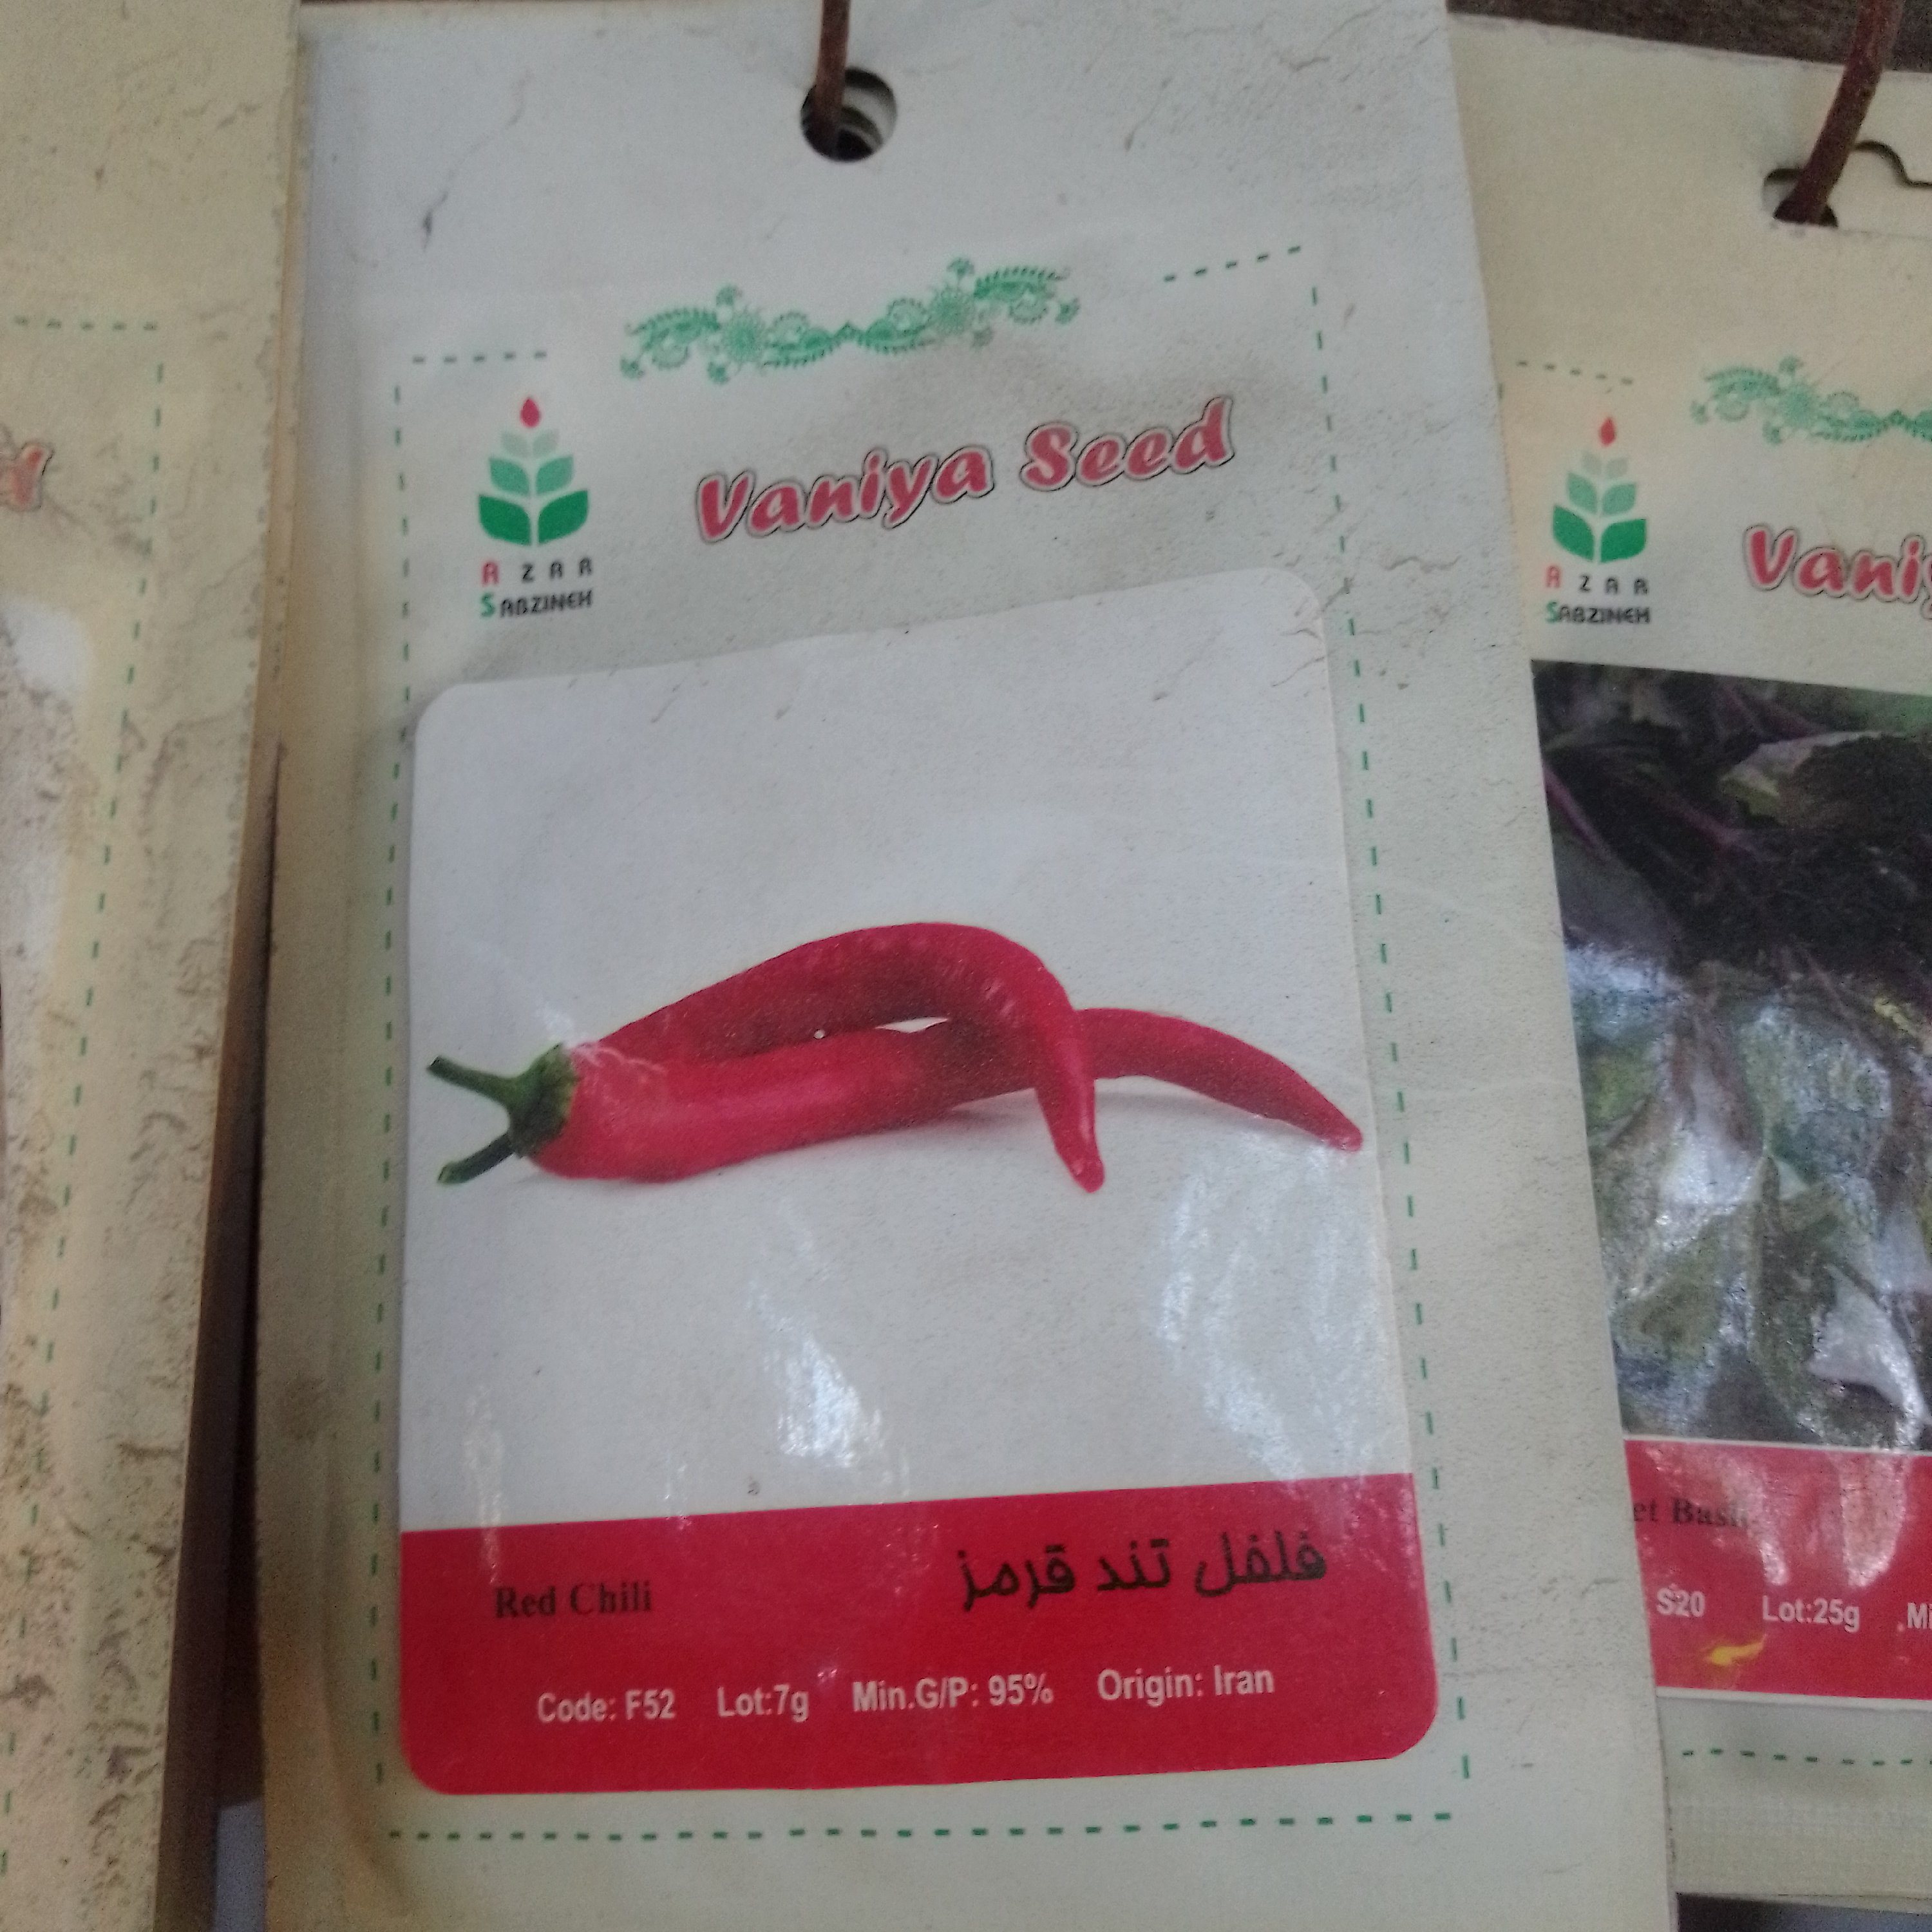 Vaniya Seed
AZAR
SABZINEH
Red Chili
فلفل تند قرمز
Code: F52 Lot:7g Min.G/P: 95% Origin: Iran
AZAR
SABZINEH
S20 Lot:25g